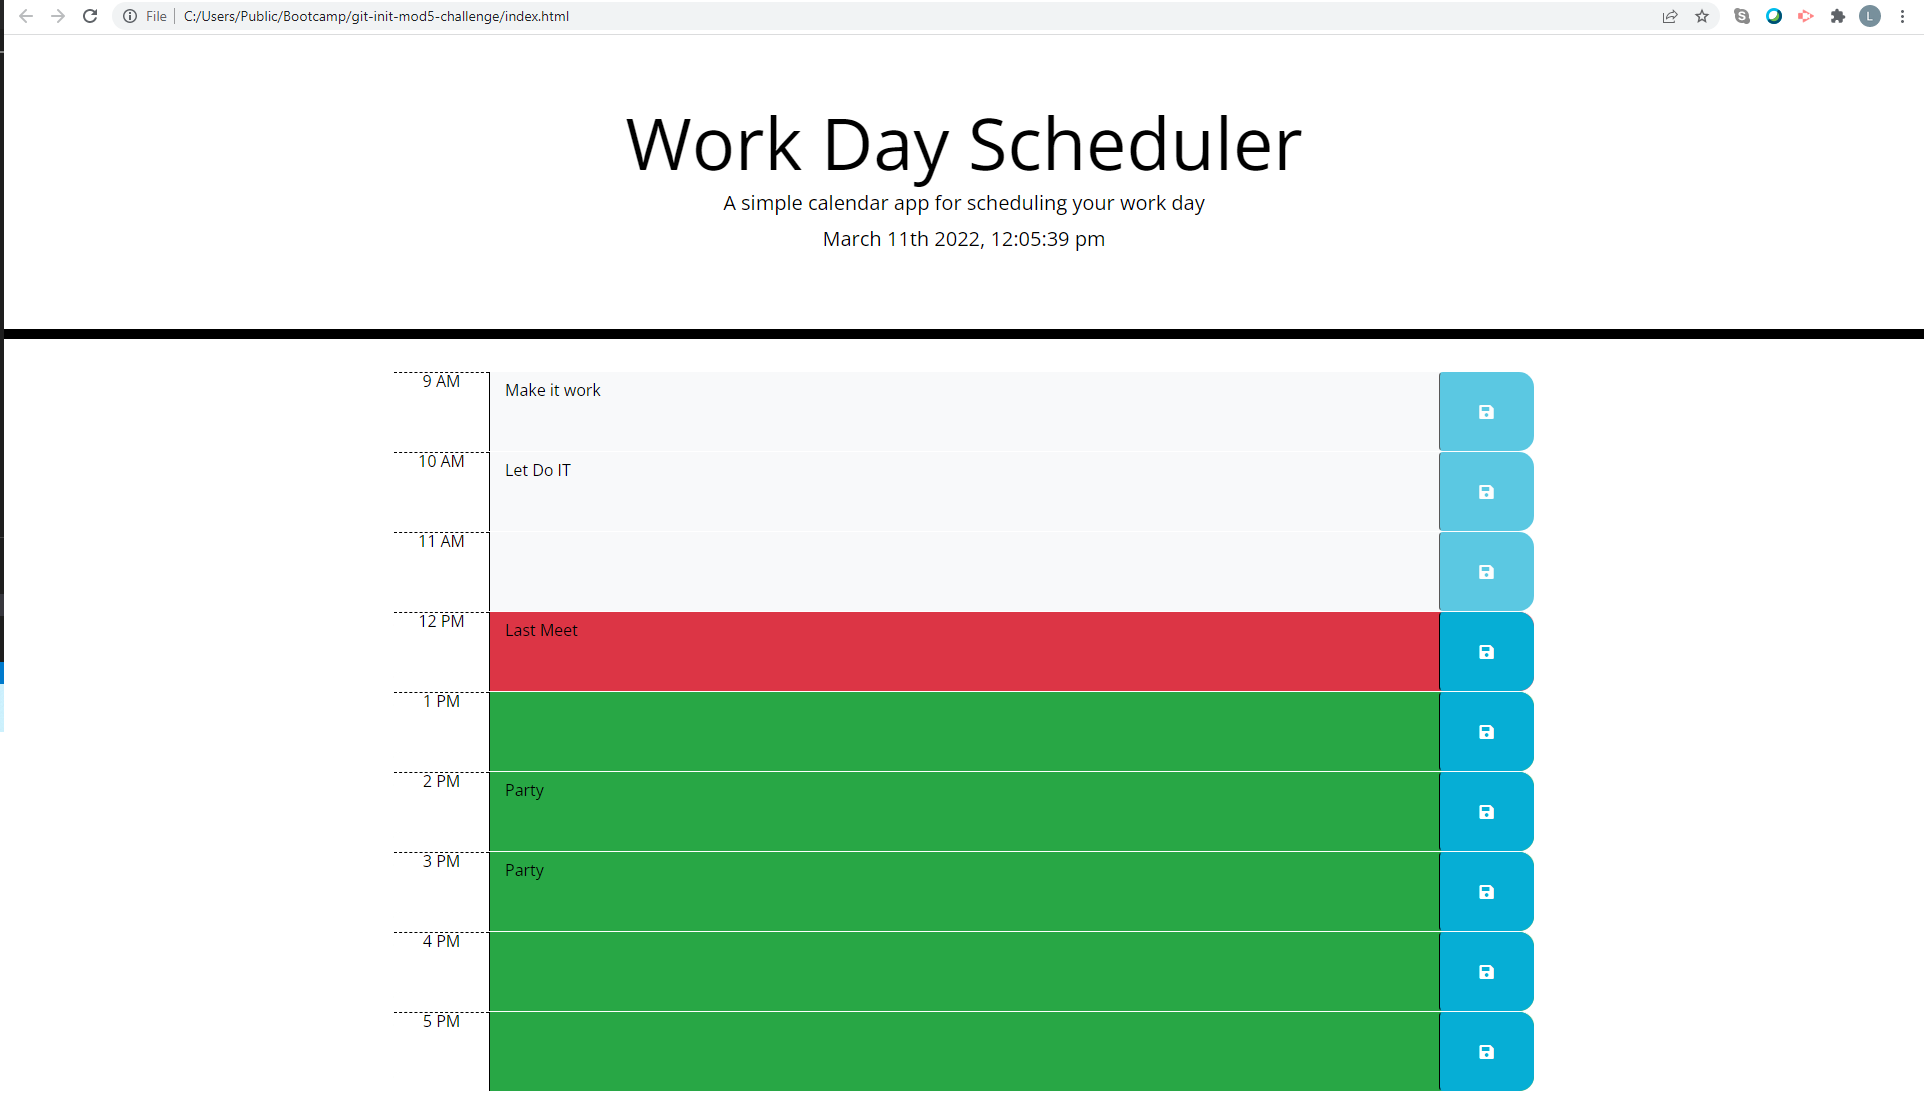 File C:/Users/Public/Bootcamp/git-init-mod5-challenge/index.html
L
Work Day Scheduler
A simple calendar app for scheduling your work day
March 11th 2022, 12:05:39 pm
9 AM Make it work
10 AM Let Do IT
11 AM
12 PM Last Meet
1 PM
2 PM Party
3 PM Party
4 PM
5 PM